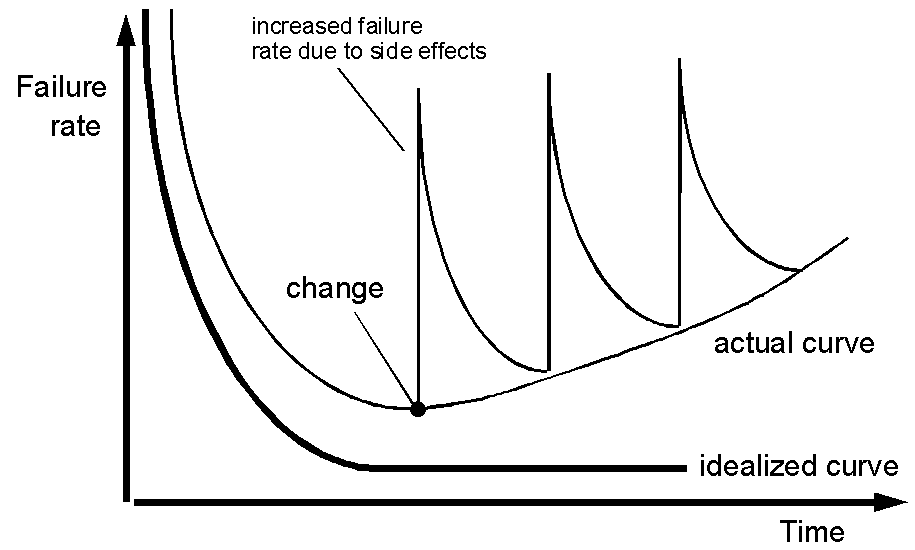 increased failure
rate due to side effects
Failure
rate
change
actual curve
idealized curve
Time